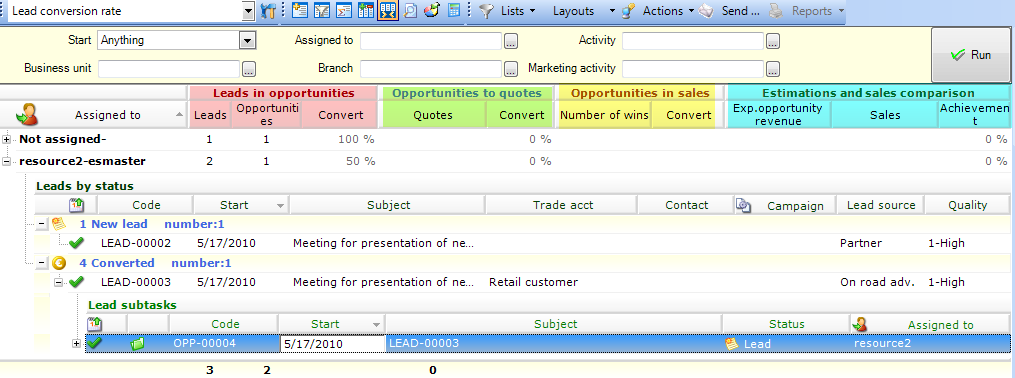 Lead conversion rate Lists Layouts Actions Send ... Reports
Start Anything Assigned to ... Activity ...
Business unit ... Branch ... Marketing activity ... Run
Leads in opportunities Opportunities to quotes Opportunities in sales Estimations and sales comparison
Assigned to Leads Opportuniti es Convert Quotes Convert Number of wins Convert Exp.opportunity revenue Sales Achievemen t
Not assigned- 1 1 100 % 0 % 0 %
resource2-esmaster 2 1 50 % 0 % 0 %
Leads by status
Code Start Subject Trade acct Contact Campaign Lead source Quality
1 New lead number:1
LEAD-00002 5/17/2010 Meeting for presentation of ne... Partner 1-High
4 Converted number:1
LEAD-00003 5/17/2010 Meeting for presentation of ne... Retail customer On road adv. 1-High
Lead subtasks
Code Start Subject Status Assigned to
OPP-00004 5/17/2010 LEAD-00003 Lead resource2
3 2 0